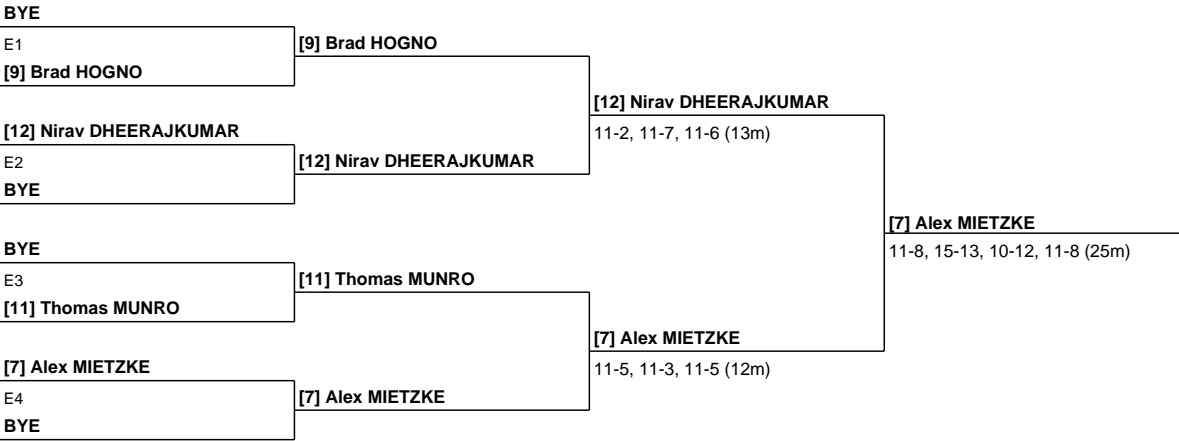 BYE
E1
[9] Brad HOGNO
[9] Brad HOGNO
[12] Nirav DHEERAJKUMAR
11-2, 11-7, 11-6 (13m)
[12] Nirav DHEERAJKUMAR
E2
[12] Nirav DHEERAJKUMAR
BYE
[7] Alex MIETZKE
11-8, 15-13, 10-12, 11-8 (25m)
BYE
E3
[11] Thomas MUNRO
[11] Thomas MUNRO
[7] Alex MIETZKE
11-5, 11-3, 11-5 (12m)
[7] Alex MIETZKE
E4
[7] Alex MIETZKE
BYE